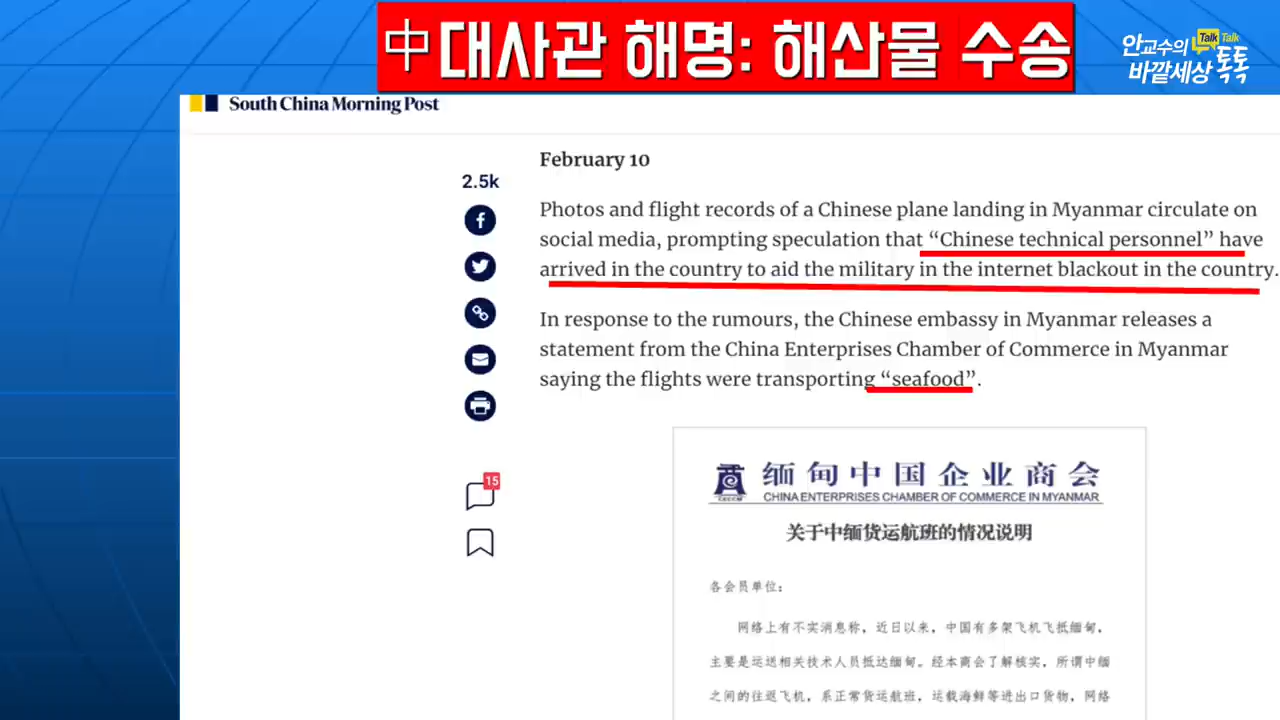 中대사관 해명: 해산물 수송
안교수의 Talk Talk
바깥세상 톡톡
South China Morning Post
February 10
2.5k
Photos and flight records of a Chinese plane landing in Myanmar circulate on
social media, prompting speculation that “Chinese technical personnel” have
arrived in the country to aid the military in the internet blackout in the country.
In response to the rumours, the Chinese embassy in Myanmar releases a
statement from the China Enterprises Chamber of Commerce in Myanmar
saying the flights were transporting “seafood”.
15
缅甸中国企业商会
CECCM
CHINA ENTERPRISES CHAMBER OF COMMERCE IN MYANMAR
关于中缅货运航班的情况说明
各会员单位：
网络上有不实消息称，近日以来，中国有多架飞机飞抵缅甸，
主要是运送相关技术人员抵达缅甸。经本商会了解核实，所谓中缅
之间的往返飞机，系正常货运航班，运载海鲜等进出口货物，网络